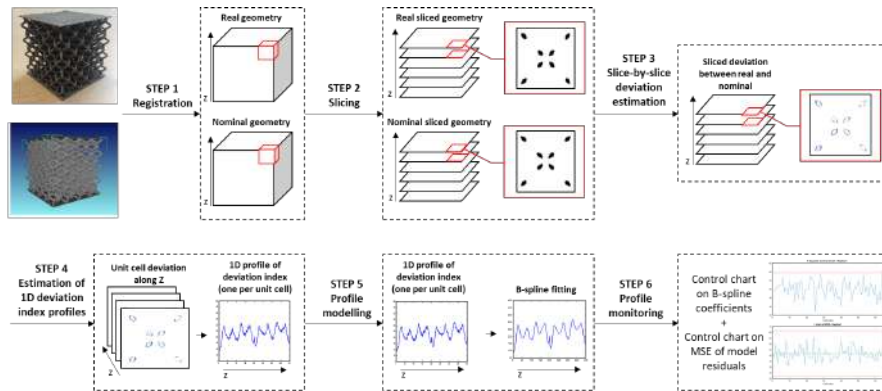 Real geometry
Z
STEP 1
Registration
Nominal geometry
Z
STEP 2
Slicing
Real sliced geometry
Z
Nominal sliced geometry
Z
STEP 3
Slice-by-slice
deviation
estimation
Sliced deviation
between real and
nominal
Z
STEP 4
Estimation of
1D deviation
index profiles
Unit cell deviation
along Z
Z
1D profile of
deviation index
(one per unit cell)
Z
STEP 5
Profile
modelling
1D profile of
deviation index
(one per unit cell)
Z
B-spline fitting
Z
STEP 6
Profile
monitoring
Control chart
on B-spline
coefficients
+
Control chart on
MSE of model
residuals